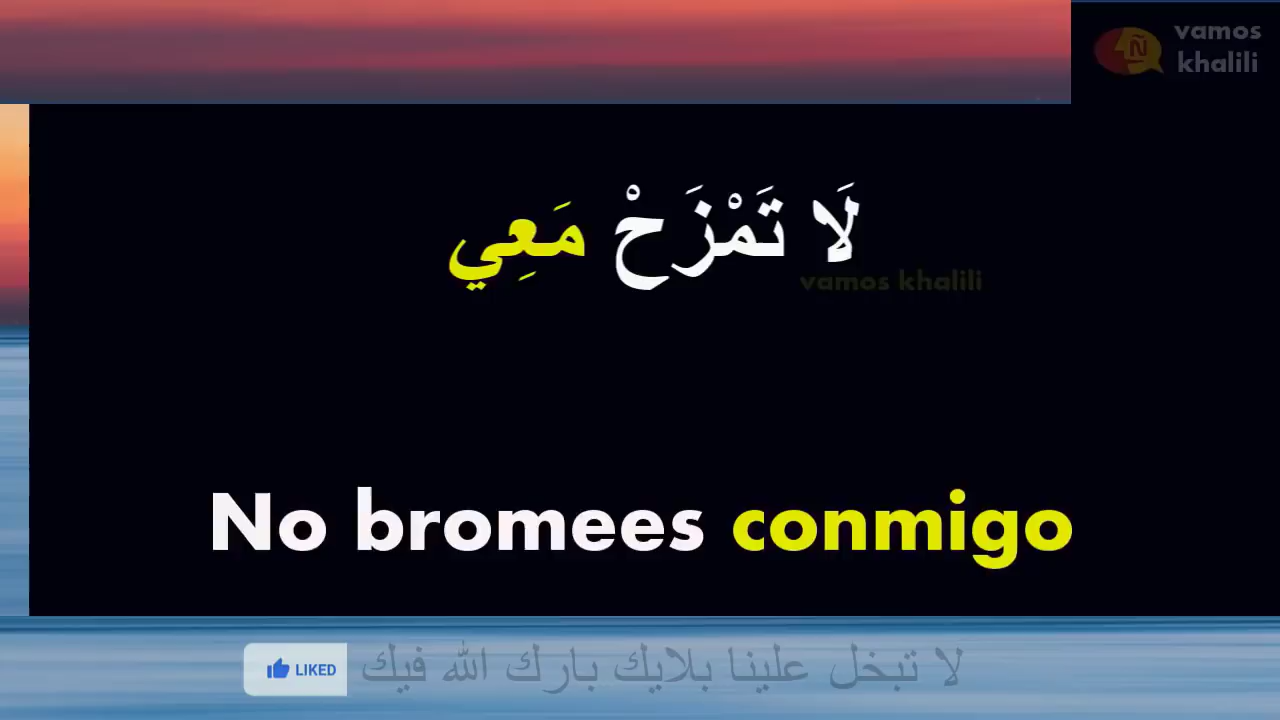 vamos
khalili
Ñ
لَا تَمْزَحْ مَعِي
vamos khalili
No bromees conmigo
LIKED
لا تبخل علينا بلايك بارك الله فيك